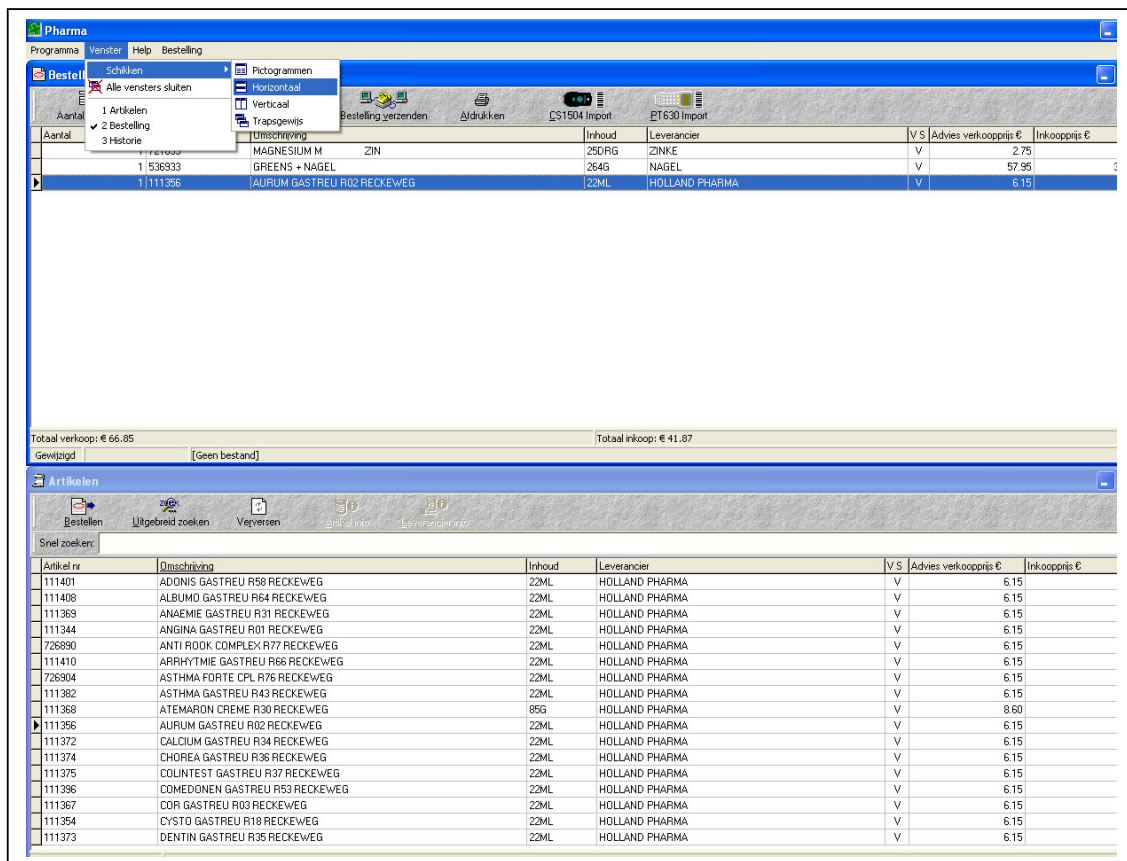 Pharma
Programma Venster Help Bestelling
Schikken
Alle vensters sluiten
1 Artikelen
2 Bestelling
3 Historie
Pictogrammen
Horizontaal
Verticaal
Trapsgewijs
Bestell
Aantal Bestelling verzenden Afdrukken CS1504 Import PT630 Import
Aantal Omschrijving Inhoud Leverancier V S Advies verkoopprijs € Inkoopprijs €
1 MAGNESIUM M ZIN 25DRG ZINKE V 2.75
1 536933 GREENS + NAGEL 264G NAGEL V 57.95 3
1 111356 AURUM GASTREU R02 RECKEWEG 22ML HOLLAND PHARMA V 6.15
Totaal verkoop: € 66.85 Totaal inkoop: € 41.87
Gewijzigd [Geen bestand]
Artikelen
Bestellen Uitgebreid zoeken Verversen Artikel info Leverancier info
Snel zoeken:
Artikel nr Omschrijving Inhoud Leverancier V S Advies verkoopprijs € Inkoopprijs €
111401 ADONIS GASTREU R58 RECKEWEG 22ML HOLLAND PHARMA V 6.15
111408 ALBUMO GASTREU R64 RECKEWEG 22ML HOLLAND PHARMA V 6.15
111369 ANAEMIE GASTREU R31 RECKEWEG 22ML HOLLAND PHARMA V 6.15
111344 ANGINA GASTREU R01 RECKEWEG 22ML HOLLAND PHARMA V 6.15
726890 ANTI ROOK COMPLEX R77 RECKEWEG 22ML HOLLAND PHARMA V 6.15
111410 ARRHYTMIE GASTREU R66 RECKEWEG 22ML HOLLAND PHARMA V 6.15
726904 ASTHMA FORTE CPL R76 RECKEWEG 22ML HOLLAND PHARMA V 6.15
111382 ASTHMA GASTREU R43 RECKEWEG 22ML HOLLAND PHARMA V 6.15
111368 ATEMARON CREME R30 RECKEWEG 85G HOLLAND PHARMA V 8.60
111356 AURUM GASTREU R02 RECKEWEG 22ML HOLLAND PHARMA V 6.15
111372 CALCIUM GASTREU R34 RECKEWEG 22ML HOLLAND PHARMA V 6.15
111374 CHOREA GASTREU R36 RECKEWEG 22ML HOLLAND PHARMA V 6.15
111375 COLINTEST GASTREU R37 RECKEWEG 22ML HOLLAND PHARMA V 6.15
111396 COMEDONEN GASTREU R53 RECKEWEG 22ML HOLLAND PHARMA V 6.15
111367 COR GASTREU R03 RECKEWEG 22ML HOLLAND PHARMA V 6.15
111354 CYSTO GASTREU R18 RECKEWEG 22ML HOLLAND PHARMA V 6.15
111373 DENTIN GASTREU R35 RECKEWEG 22ML HOLLAND PHARMA V 6.15